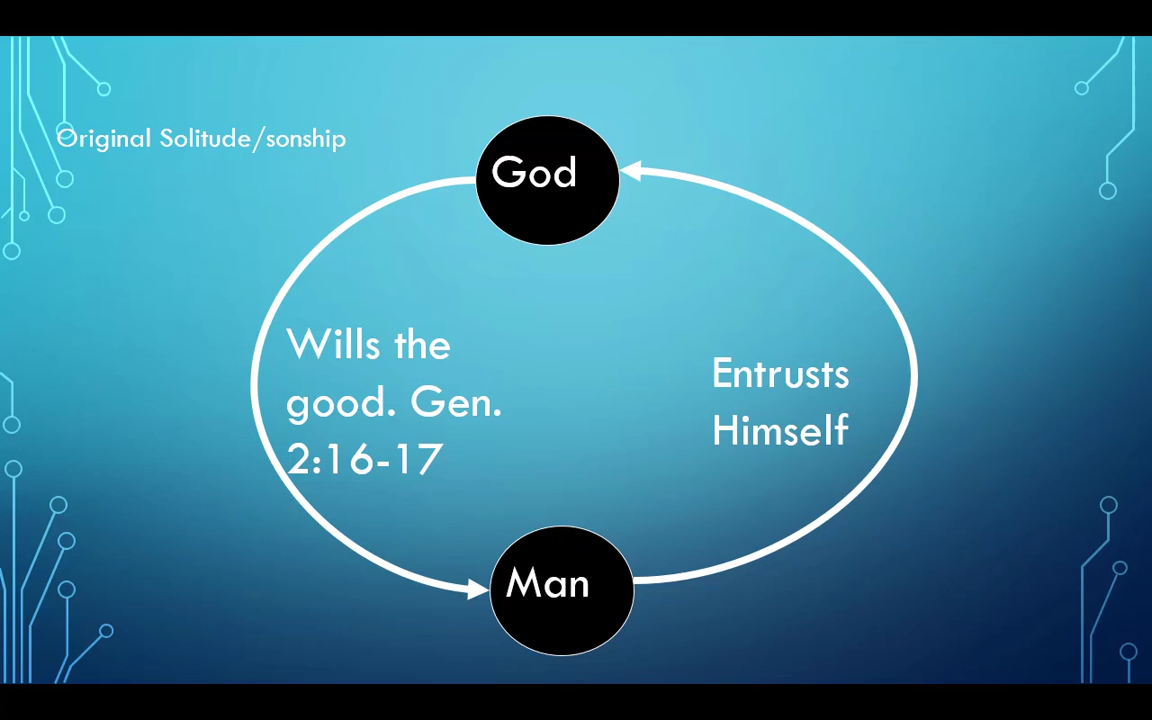 Original Solitude/sonship
God
Wills the
good. Gen.
2:16-17
Entrusts
Himself
Man